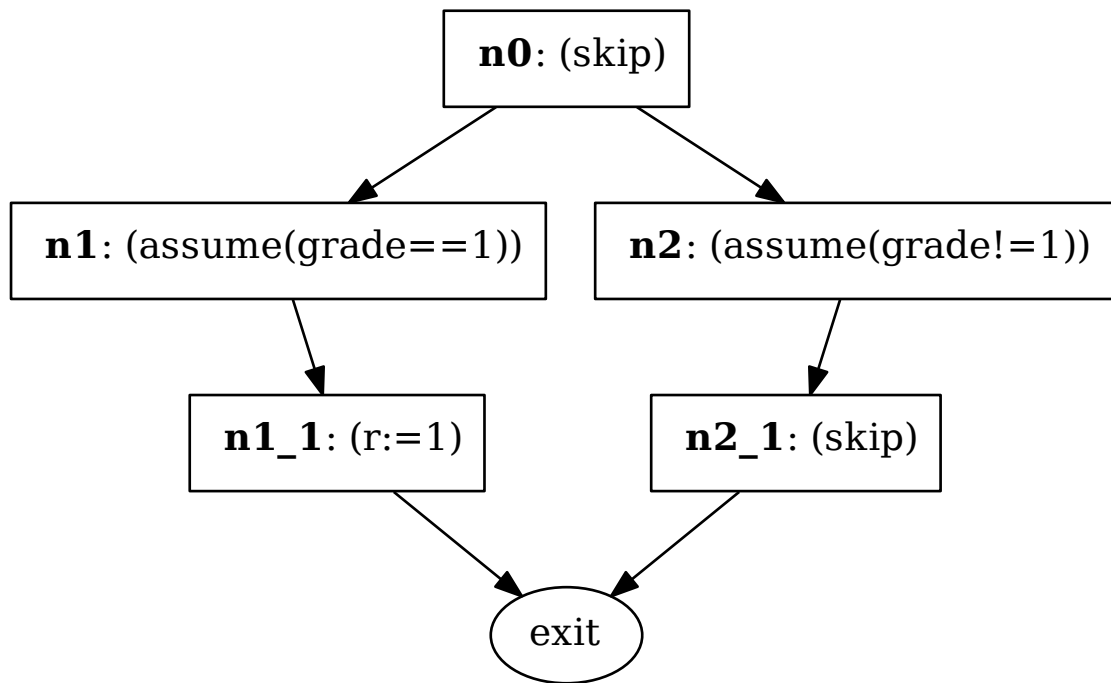 n0: (skip)
n1: (assume(grade==1))
n2: (assume(grade!=1))
n1_1: (r:=1)
n2_1: (skip)
exit